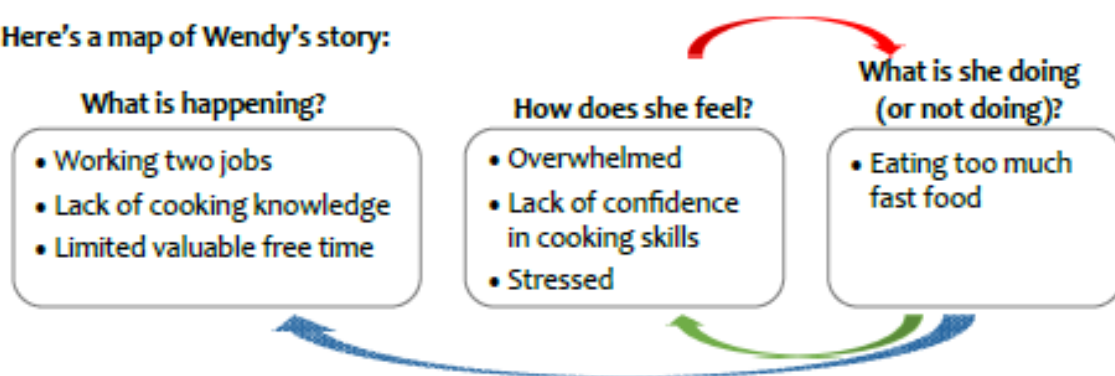 Here's a map of Wendy's story:
What is happening?
• Working two jobs
• Lack of cooking knowledge
• Limited valuable free time
How does she feel?
• Overwhelmed
• Lack of confidence
in cooking skills
• Stressed
What is she doing
(or not doing)?
• Eating too much
fast food